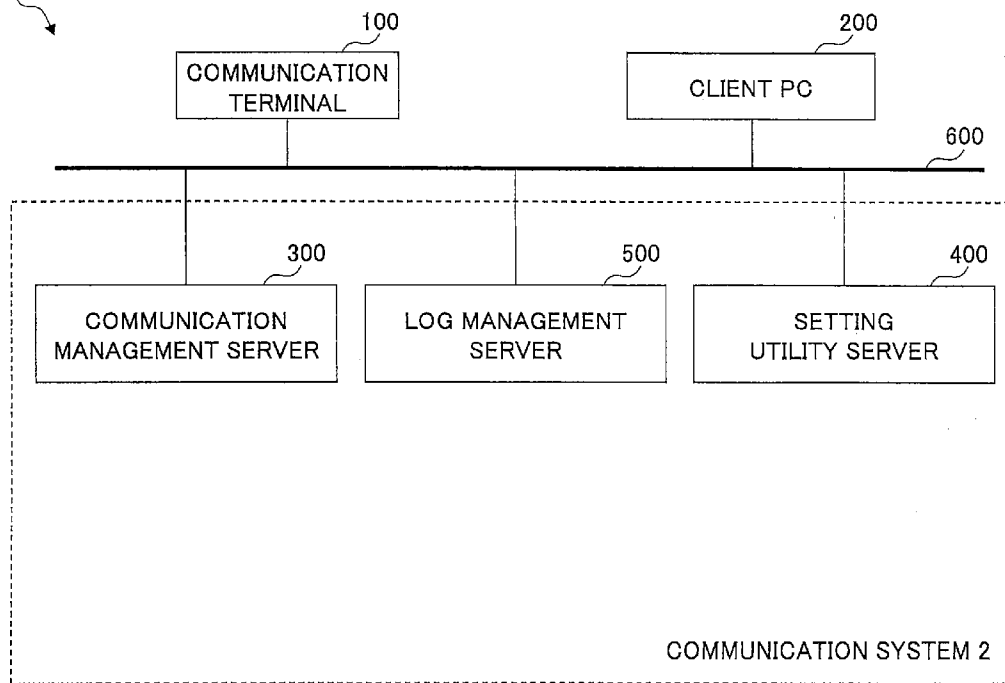 100
200
COMMUNICATION
TERMINAL
CLIENT PC
600
300
500
400
COMMUNICATION
MANAGEMENT SERVER
LOG MANAGEMENT
SERVER
SETTING
UTILITY SERVER
COMMUNICATION SYSTEM 2